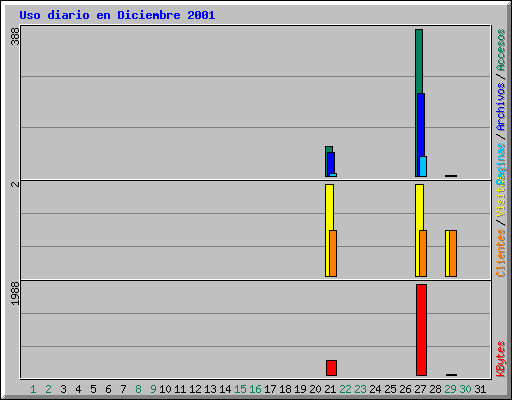 Uso diario en Diciembre 2001
388
2
1988
Accesos / Archivos / Paginas
Clientes / Visitas
KBytes
1 2 3 4 5 6 7 8 9 10 11 12 13 14 15 16 17 18 19 20 21 22 23 24 25 26 27 28 29 30 31